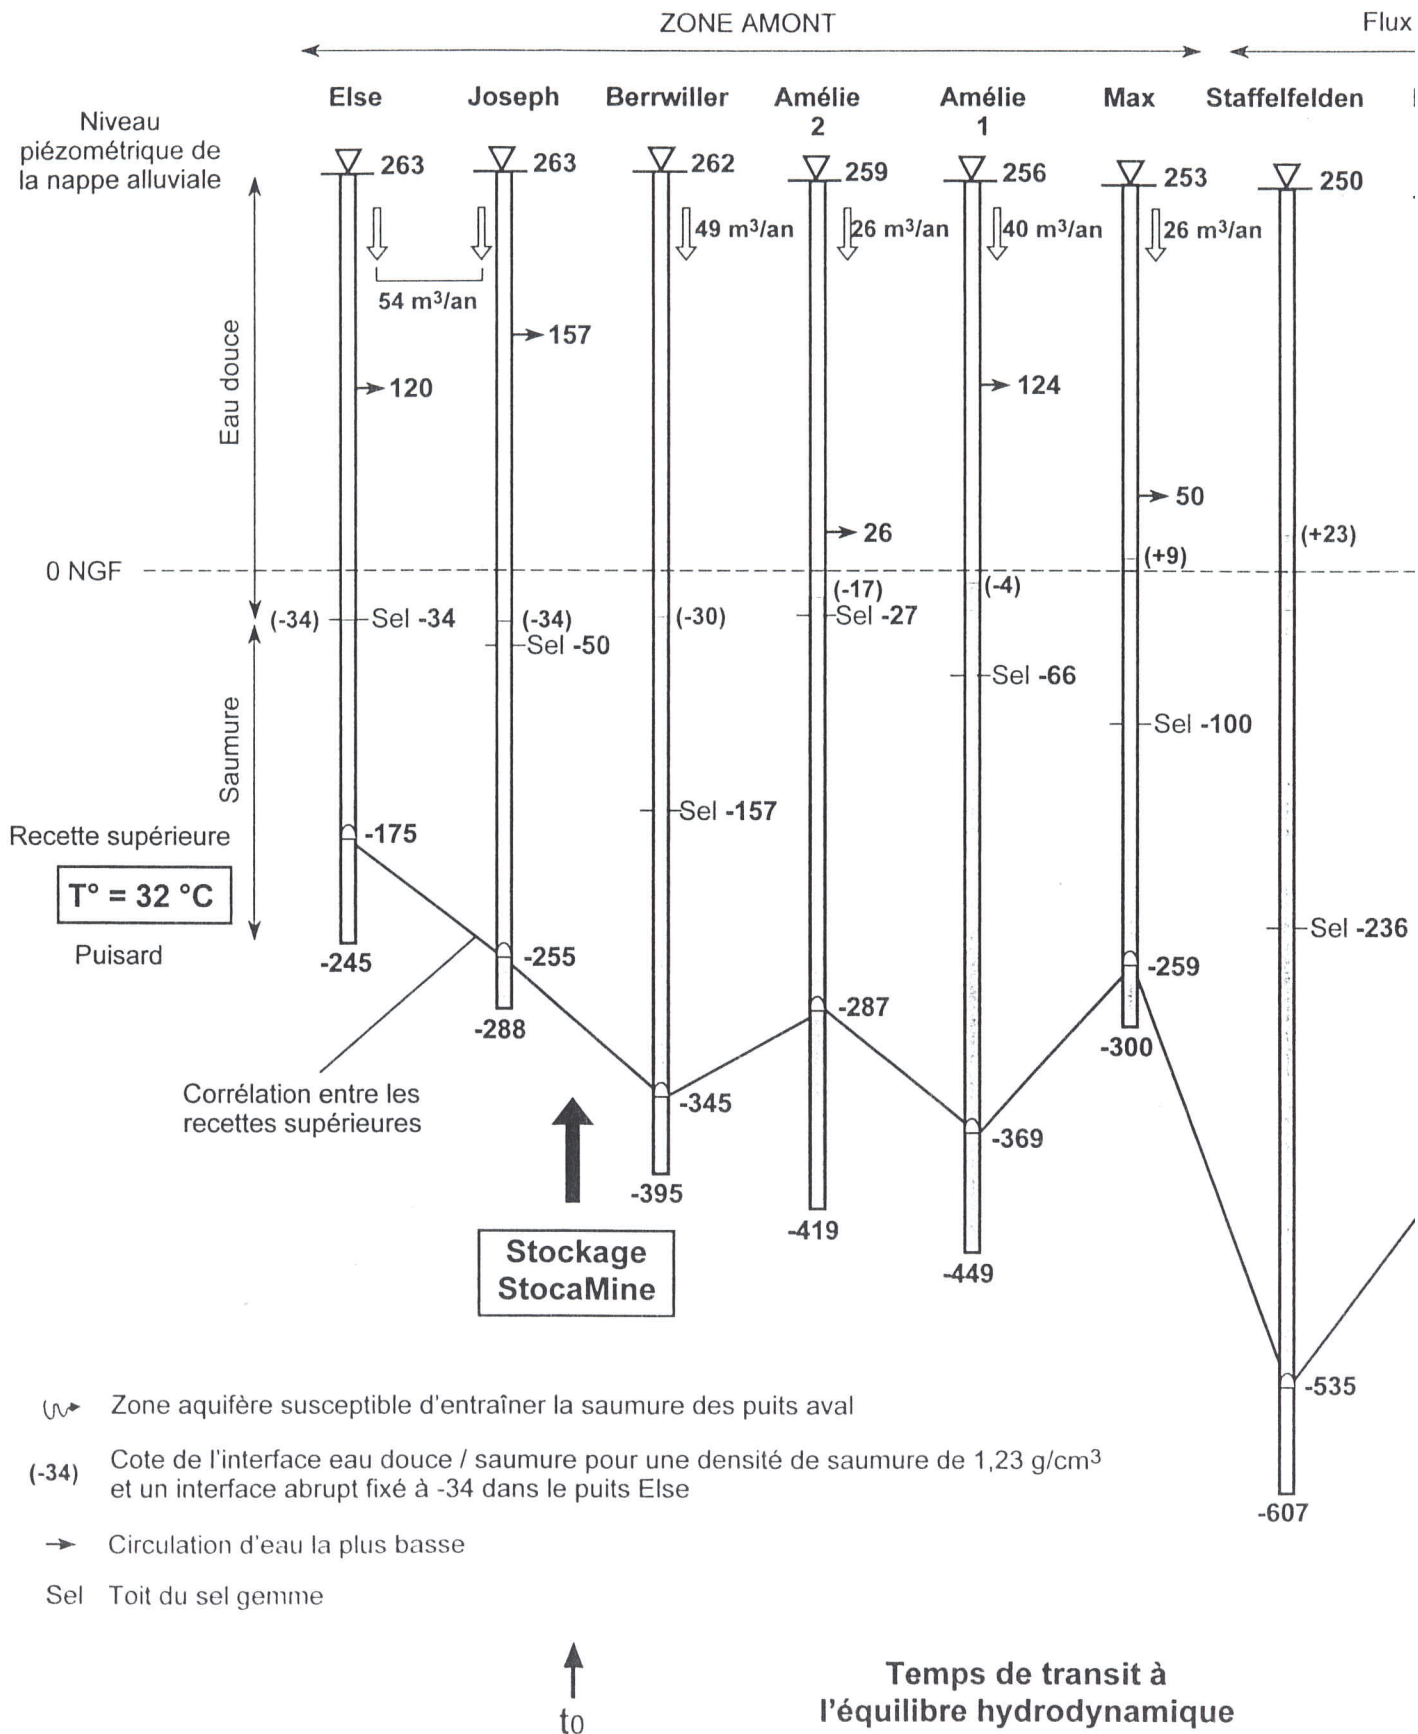 ZONE AMONT
Flux
Else
Joseph
Berrwiller
Amélie
2
Amélie
1
Max
Staffelfelden
Niveau
piézométrique de
la nappe alluviale
263
263
262
259
256
253
250
49 m³/an
26 m³/an
40 m³/an
26 m³/an
54 m³/an
Eau douce
157
120
124
50
26
(+23)
(+9)
0 NGF
(-17)
(-4)
(-34)
Sel -34
(-34)
(-30)
Sel -27
Sel -50
Sel -66
Sel -100
Saumure
Sel -157
Recette supérieure
-175
T° = 32 °C
Sel -236
Puisard
-245
-255
-259
-288
-287
-300
Corrélation entre les
recettes supérieures
-345
-369
-395
-419
-449
Stockage
StocaMine
-535
-607
Zone aquifère susceptible d'entraîner la saumure des puits aval
(-34) Cote de l'interface eau douce / saumure pour une densité de saumure de 1,23 g/cm³
et un interface abrupt fixé à -34 dans le puits Else
Circulation d'eau la plus basse
Sel Toit du sel gemme
t0
Temps de transit à
l'équilibre hydrodynamique